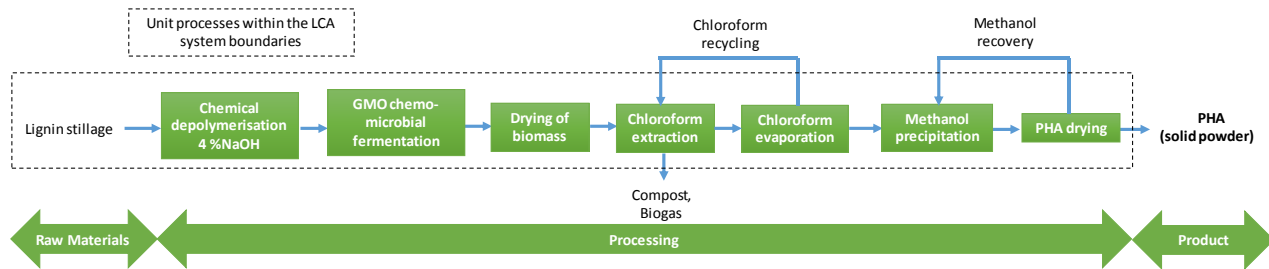 Unit processes within the LCA
system boundaries
Chloroform
recycling
Methanol
recovery
Lignin stillage
Chemical
depolymerisation
4 %NaOH
GMO chemo-
microbial
fermentation
Drying of
biomass
Chloroform
extraction
Chloroform
evaporation
Methanol
precipitation
PHA drying
PHA
(solid powder)
Compost,
Biogas
Raw Materials
Processing
Product